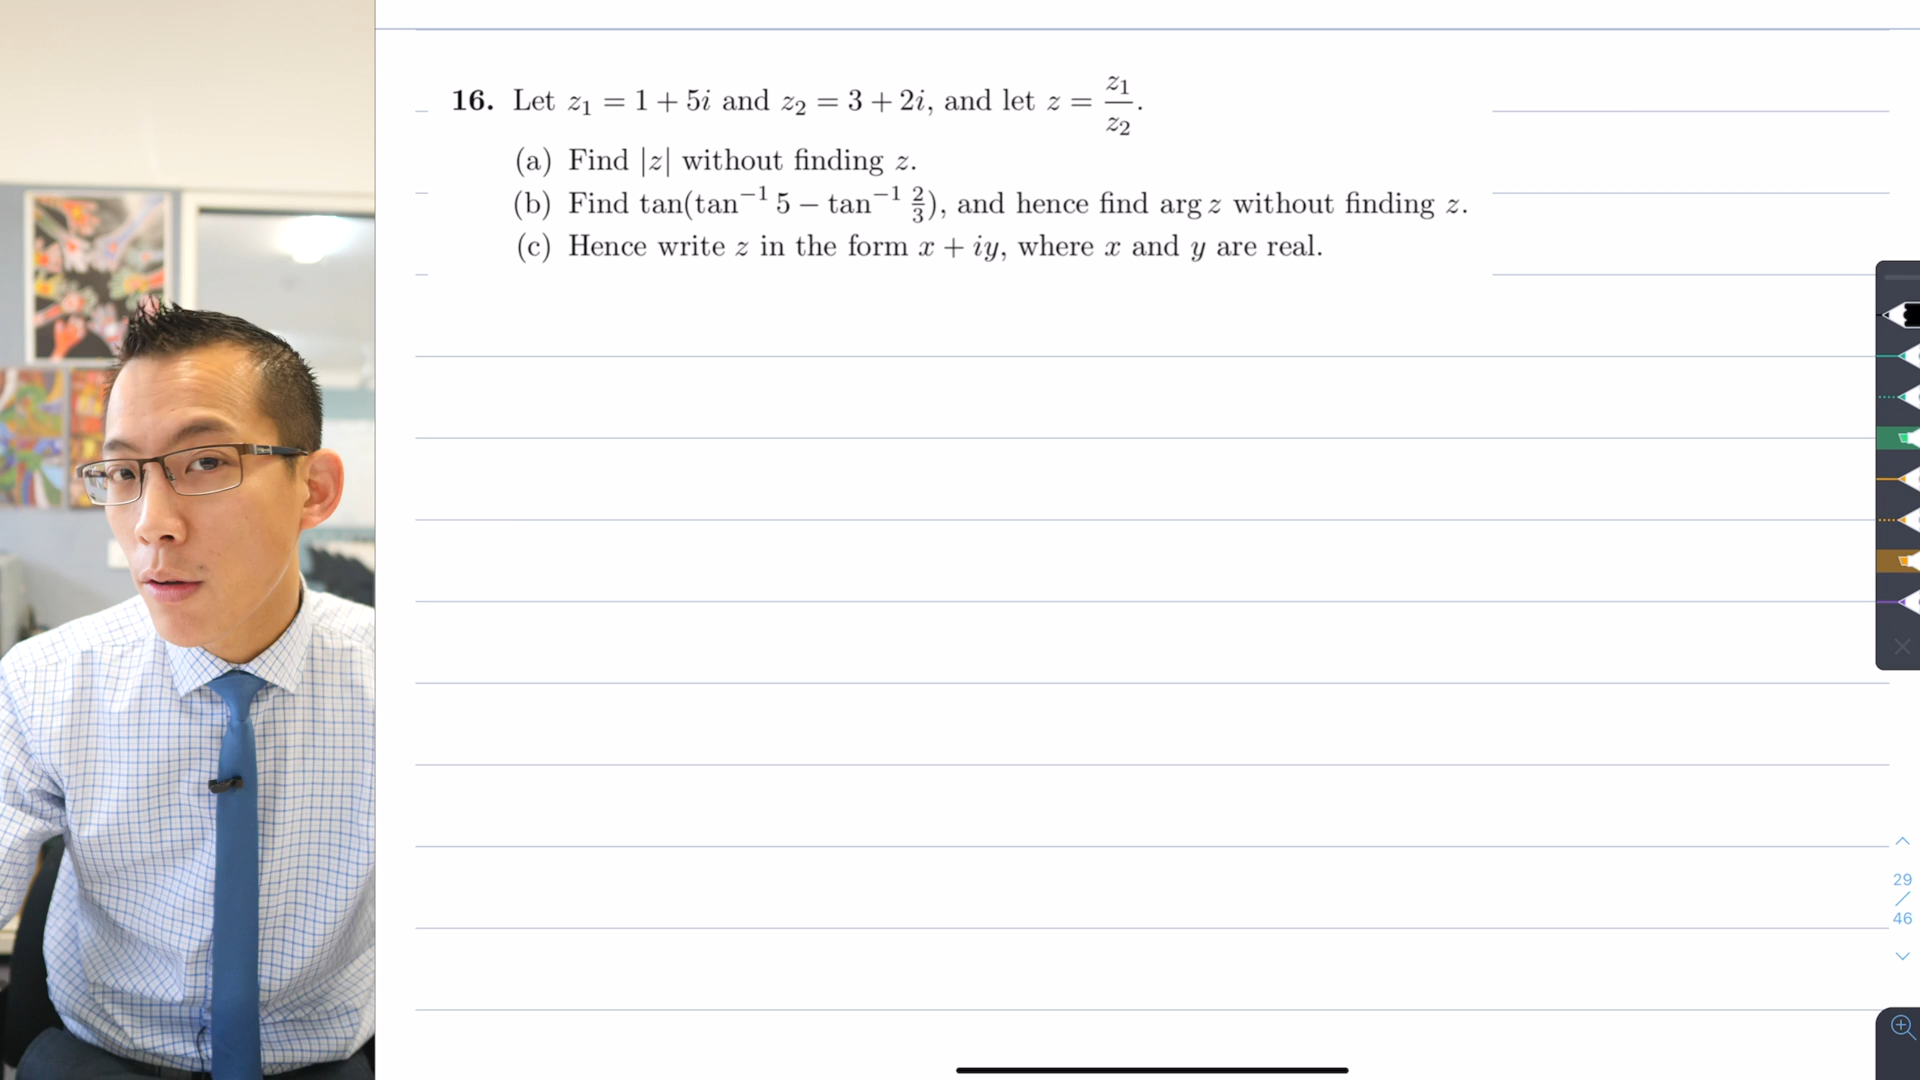 16. Let z₁ = 1 + 5i and z₂ = 3 + 2i, and let z = z₁/z₂.
(a) Find |z| without finding z.
(b) Find tan(tan⁻¹ 5 − tan⁻¹ 2/3), and hence find arg z without finding z.
(c) Hence write z in the form x + iy, where x and y are real.
29
/
46